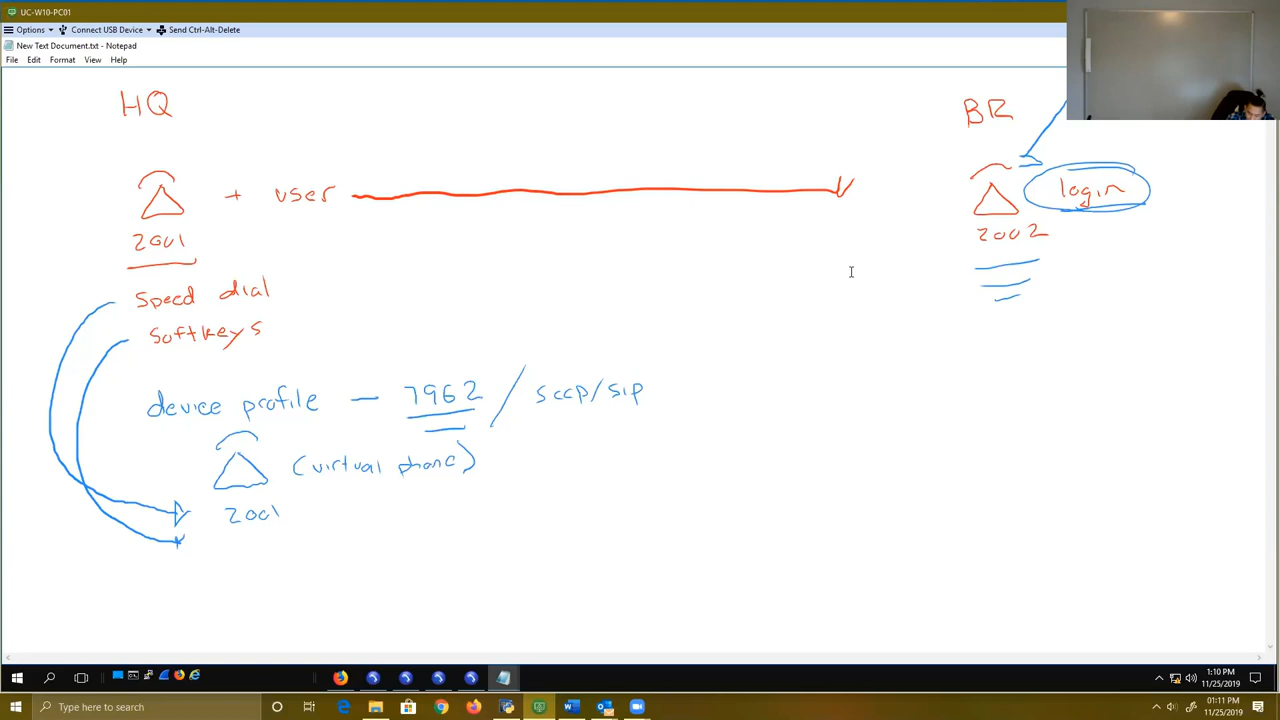 UC-W10-PC01
Options Connect USB Device Send Ctrl-Alt-Delete
New Text Document.txt - Notepad
File Edit Format View Help
HQ BR
+ user login
2001 2002
speed dial
softkeys
device profile — 7962 / sccp/sip
(virtual phone)
2001
1:10 PM
11/25/2019
Type here to search
01:11 PM
11/25/2019